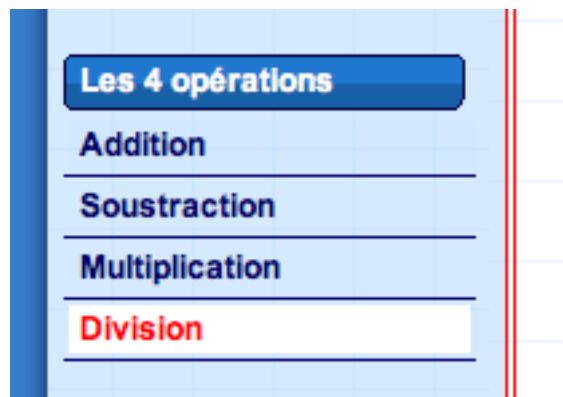 Les 4 opérations
Addition
Soustraction
Multiplication
Division